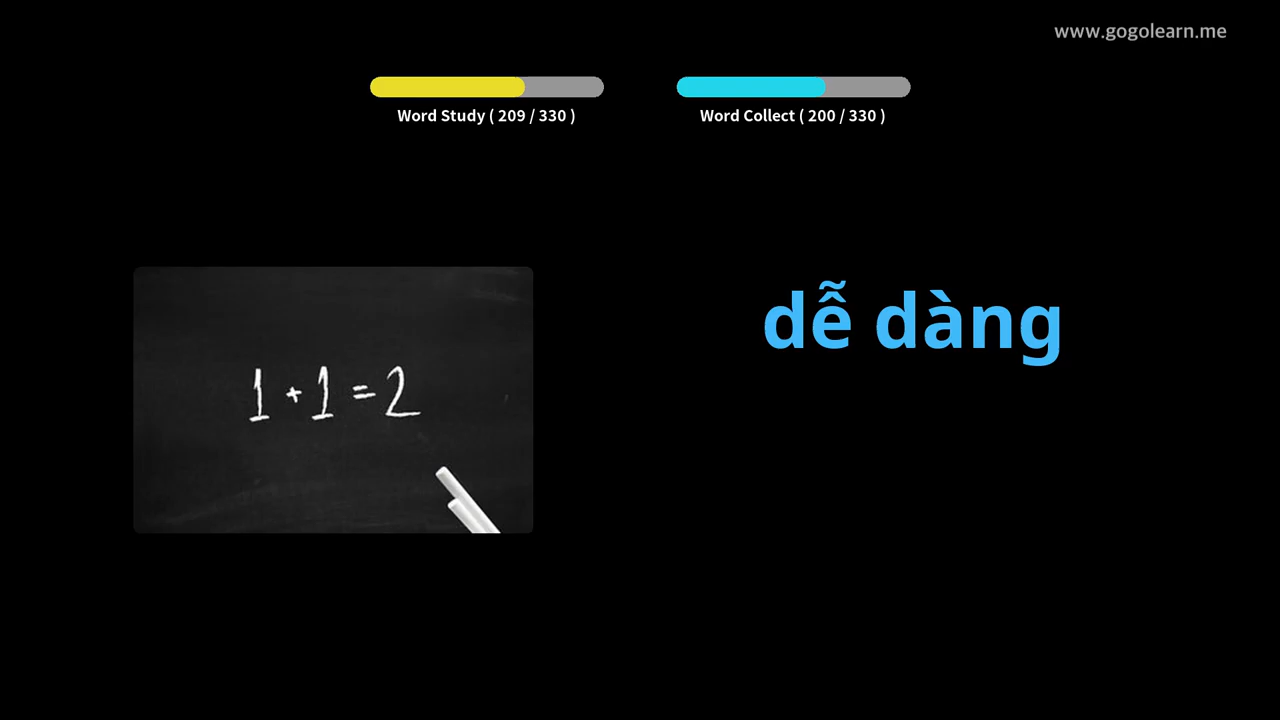 www.gogolearn.me
Word Study ( 209 / 330 )
Word Collect ( 200 / 330 )
dễ dàng
1 + 1 = 2